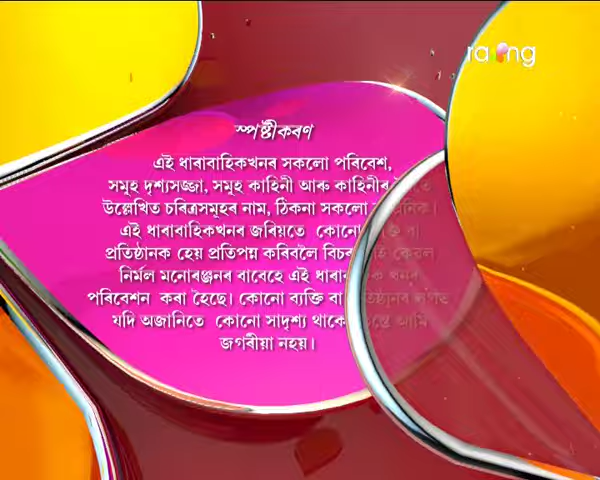 rang
স্পষ্টীকৰণ
এই ধাৰাবাহিকখনৰ সকলো পৰিবেশ,
সমূহ দৃশ্যসজ্জা, সমূহ কাহিনী আৰু কাহিনীৰ
উল্লেখিত চৰিত্ৰসমূহৰ নাম, ঠিকনা সকলো
এই ধাৰাবাহিকখনৰ জৰিয়তে কোনো বা
প্ৰতিষ্ঠানক হেয় প্ৰতিপন্ন কৰিবলৈ কেৱল
নিৰ্মল মনোৰঞ্জনৰ বাবেহে এই খনৰ
পৰিবেশন কৰা হৈছে। কোনো ব্যক্তি বা লগত
যদি অজানিতে কোনো সাদৃশ্য থাকে আমি
জগৰীয়া নহয়।